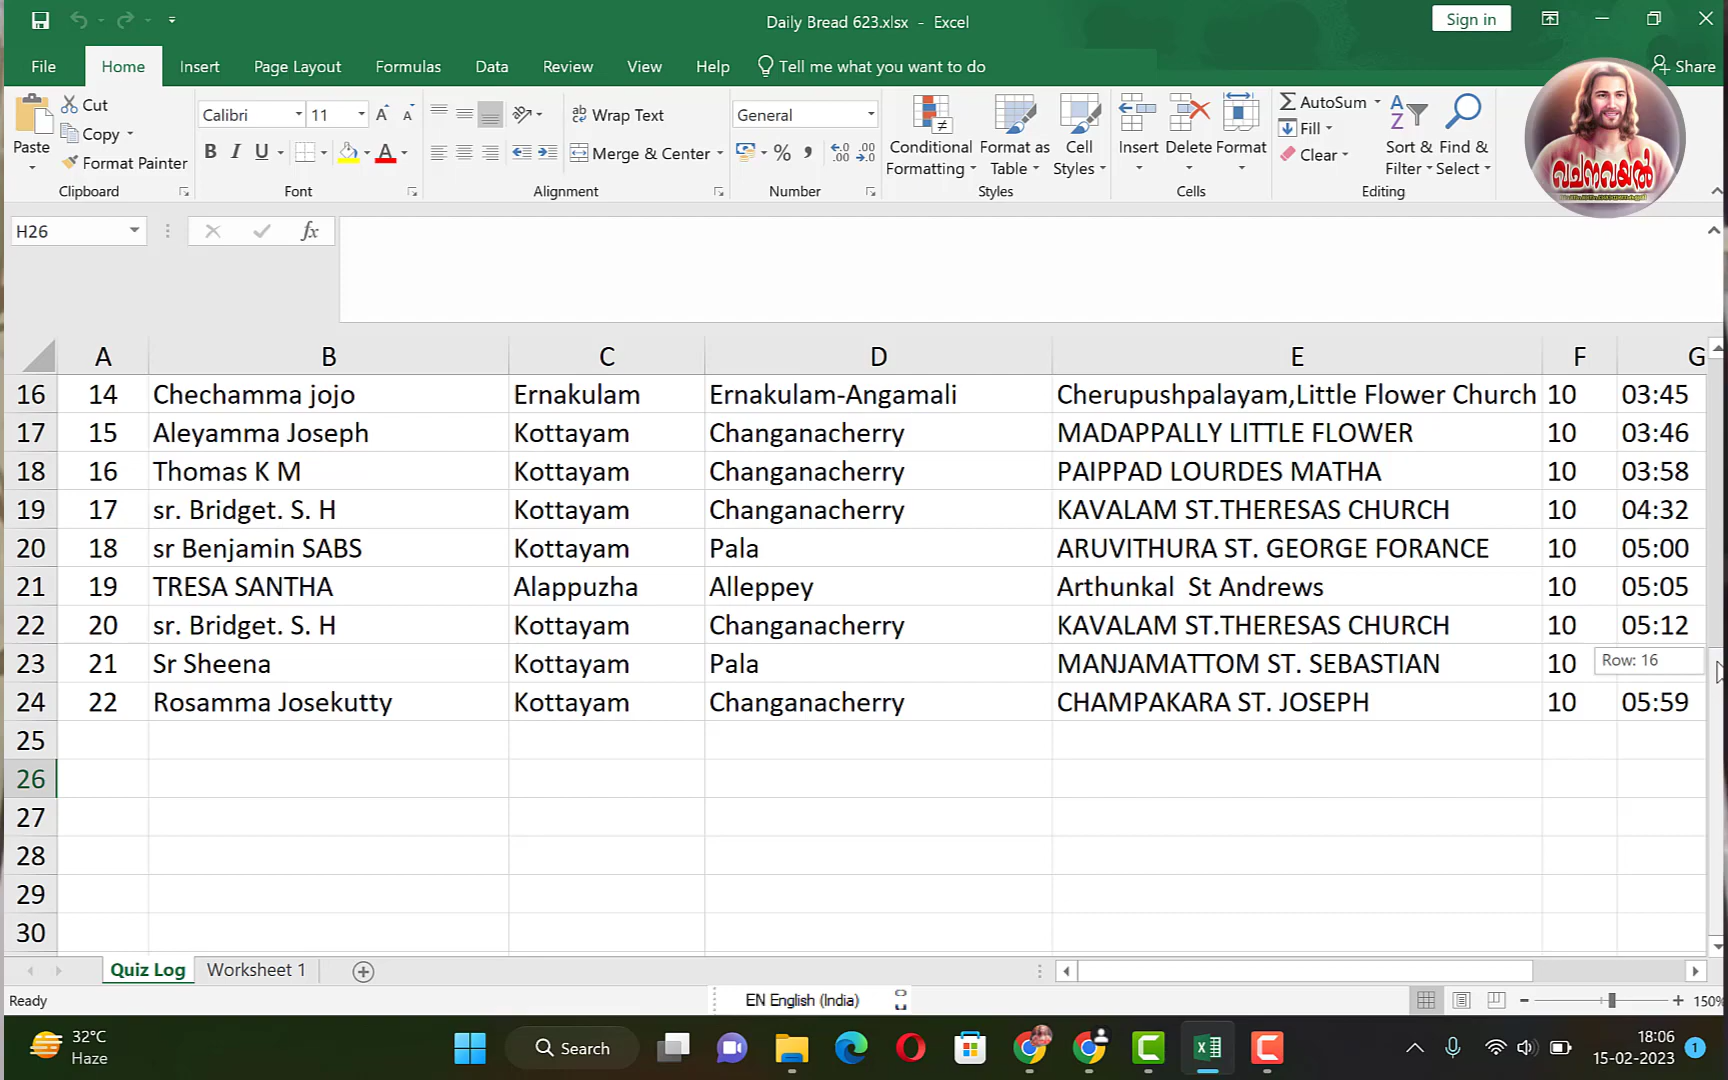 Daily Bread 623.xlsx - Excel
Sign in
File Home Insert Page Layout Formulas Data Review View Help Tell me what you want to do Share
Paste
Cut
Copy
Format Painter
Clipboard
Calibri 11
B I U
Font
Wrap Text
Merge & Center
Alignment
General
Number
Conditional Formatting
Format as Table
Cell Styles
Styles
Insert Delete Format
Cells
AutoSum
Fill
Clear
Sort & Filter
Find & Select
Editing
വചനവയൽ
H26
fx
A B C D E F G
16 14 Chechamma jojo Ernakulam Ernakulam-Angamali Cherupushpalayam,Little Flower Church 10 03:45
17 15 Aleyamma Joseph Kottayam Changanacherry MADAPPALLY LITTLE FLOWER 10 03:46
18 16 Thomas K M Kottayam Changanacherry PAIPPAD LOURDES MATHA 10 03:58
19 17 sr. Bridget. S. H Kottayam Changanacherry KAVALAM ST.THERESAS CHURCH 10 04:32
20 18 sr Benjamin SABS Kottayam Pala ARUVITHURA ST. GEORGE FORANCE 10 05:00
21 19 TRESA SANTHA Alappuzha Alleppey Arthunkal  St Andrews 10 05:05
22 20 sr. Bridget. S. H Kottayam Changanacherry KAVALAM ST.THERESAS CHURCH 10 05:12
23 21 Sr Sheena Kottayam Pala MANJAMATTOM ST. SEBASTIAN 10 Row: 16
24 22 Rosamma Josekutty Kottayam Changanacherry CHAMPAKARA ST. JOSEPH 10 05:59
25
26
27
28
29
30
Quiz Log Worksheet 1
Ready EN English (India) 150%
32°C
Haze
Search
18:06
15-02-2023 1